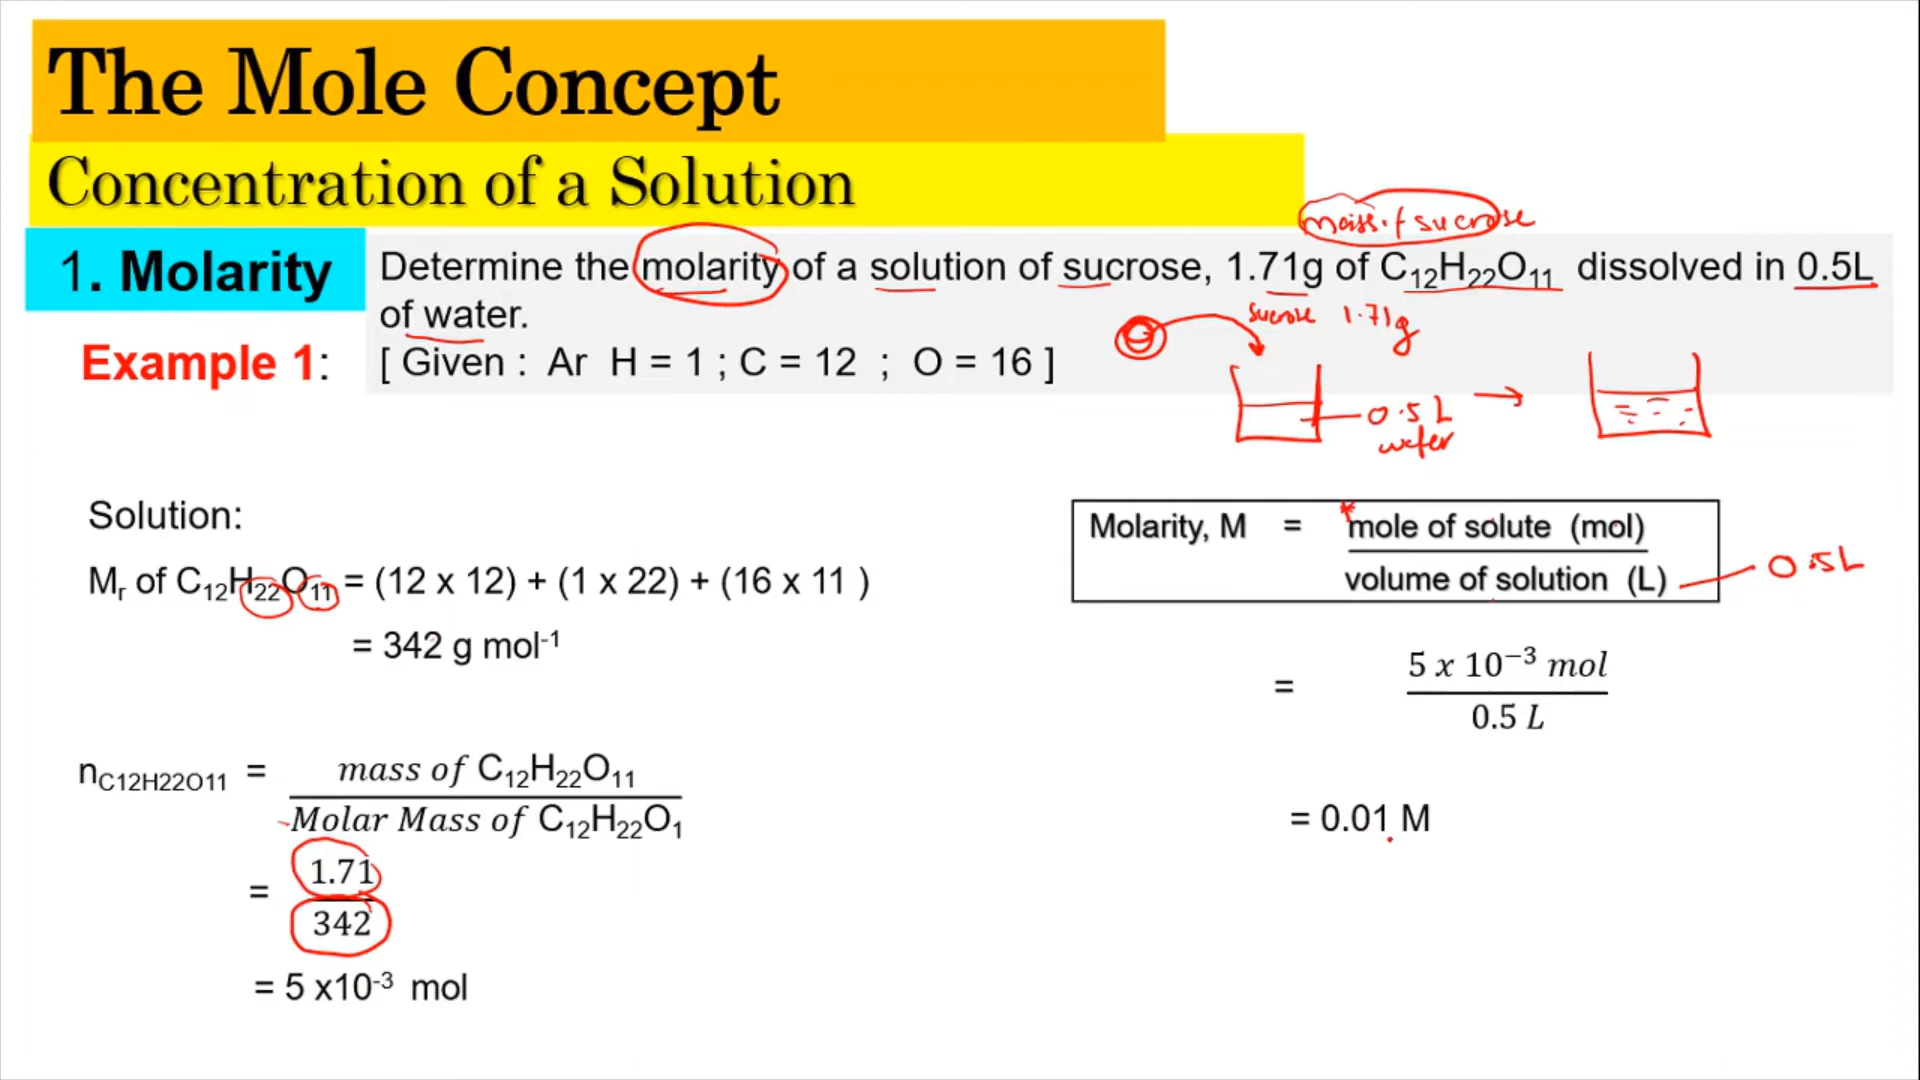 The Mole Concept
Concentration of a Solution
mass of sucrose
1. Molarity
Determine the molarity of a solution of sucrose, 1.71g of C₁₂H₂₂O₁₁ dissolved in 0.5L
of water.
sucrose 1.71g
Example 1:
[ Given : Ar H = 1 ; C = 12 ; O = 16 ]
0.5 L
water
Solution:
Mᵣ of C₁₂H₂₂O₁₁ = (12 x 12) + (1 x 22) + (16 x 11 )
= 342 g mol⁻¹
n C12H22O11 = mass of C₁₂H₂₂O₁₁
Molar Mass of C₁₂H₂₂O₁
= 1.71
342
= 5 x10⁻³ mol
Molarity, M = mole of solute (mol)
volume of solution (L)
0.5L
= 5 x 10⁻³ mol
0.5 L
= 0.01 M